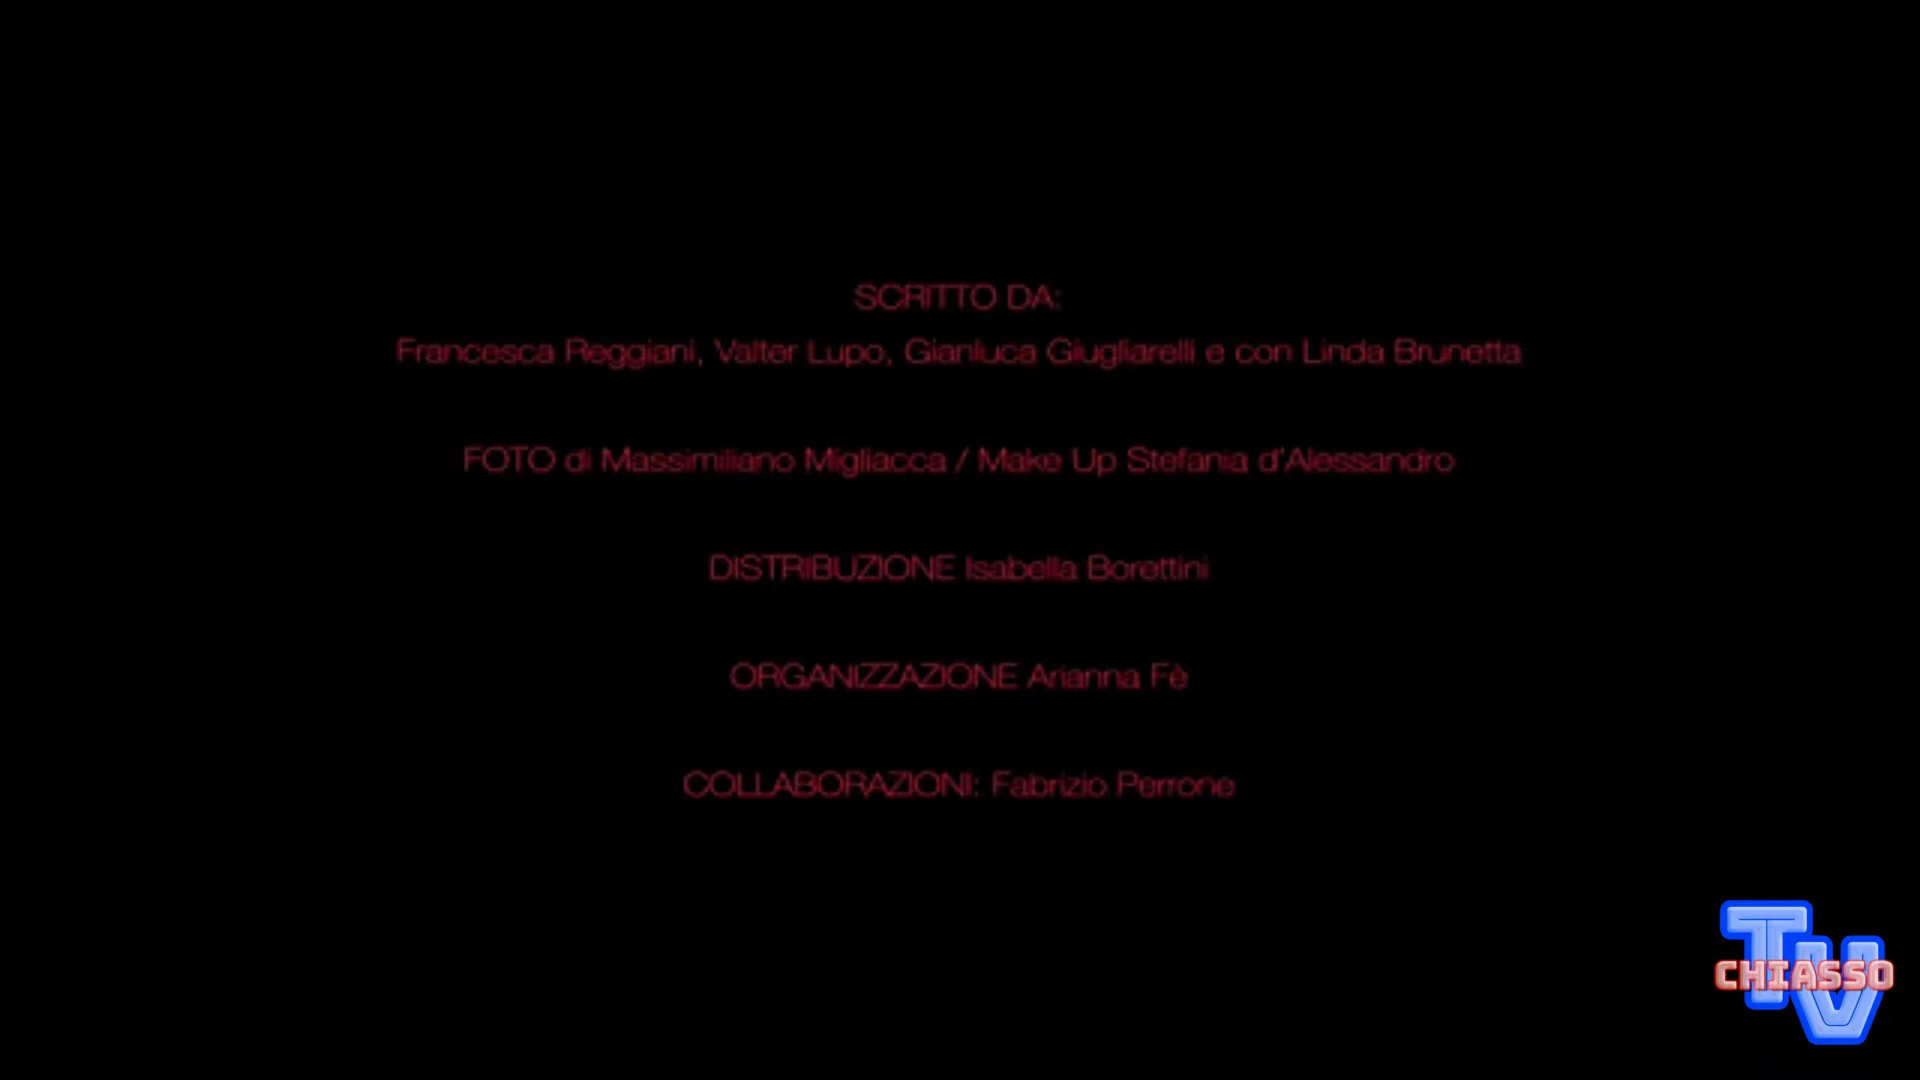 SCRITTO DA:
Francesca Reggiani, Valter Lupo, Gianluca Giugliarelli e con Linda Brunetta
FOTO di Massimiliano Migliacca / Make Up Stefania d'Alessandro
DISTRIBUZIONE Isabella Borettini
ORGANIZZAZIONE Arianna Fè
COLLABORAZIONI: Fabrizio Perrone
TV
CHIASSO